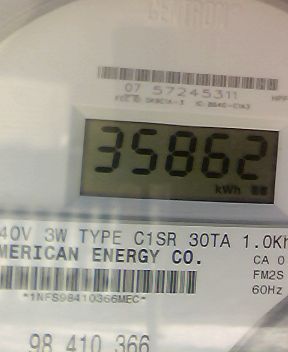 CENTRON
07 57245311
35862
kWh
40V 3W TYPE C1SR 30TA 1.0Kh
MERICAN ENERGY CO.
CA 0
FM2S
60Hz
*1NFS98410366MEC*
98 410 366